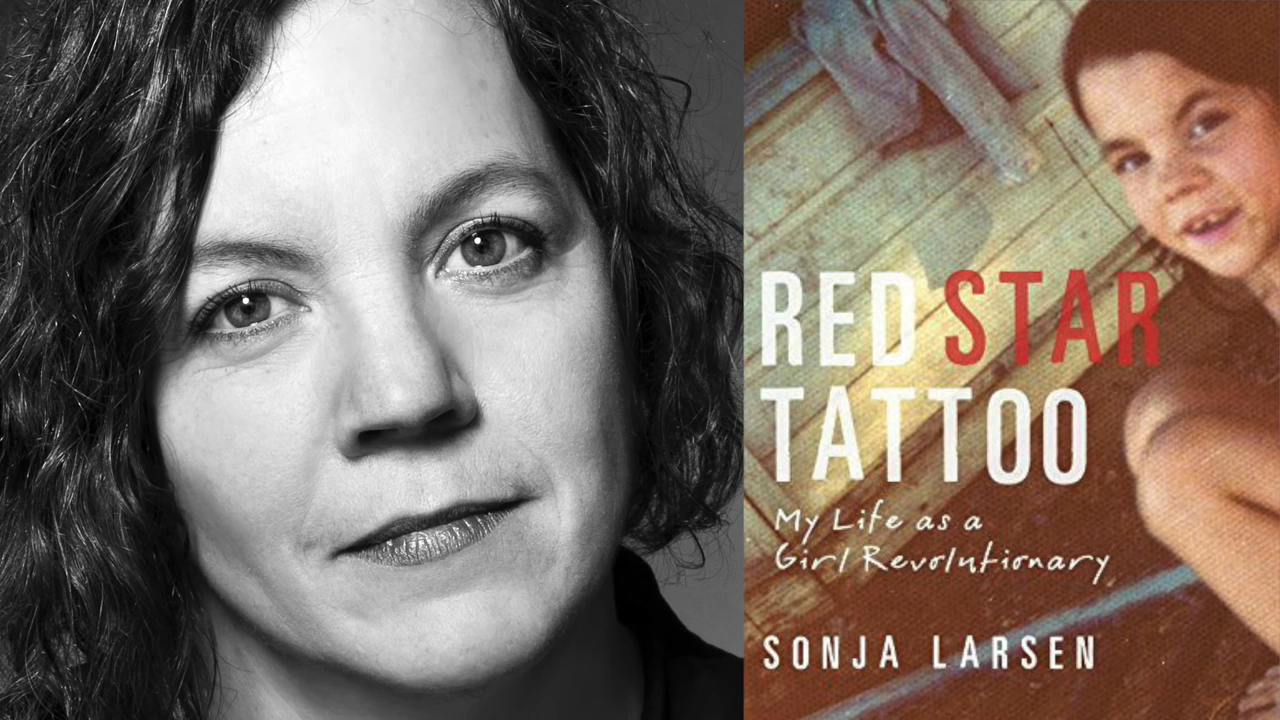 RED STAR
TATTOO
My Life as a
Girl Revolutionary
SONJA LARSEN